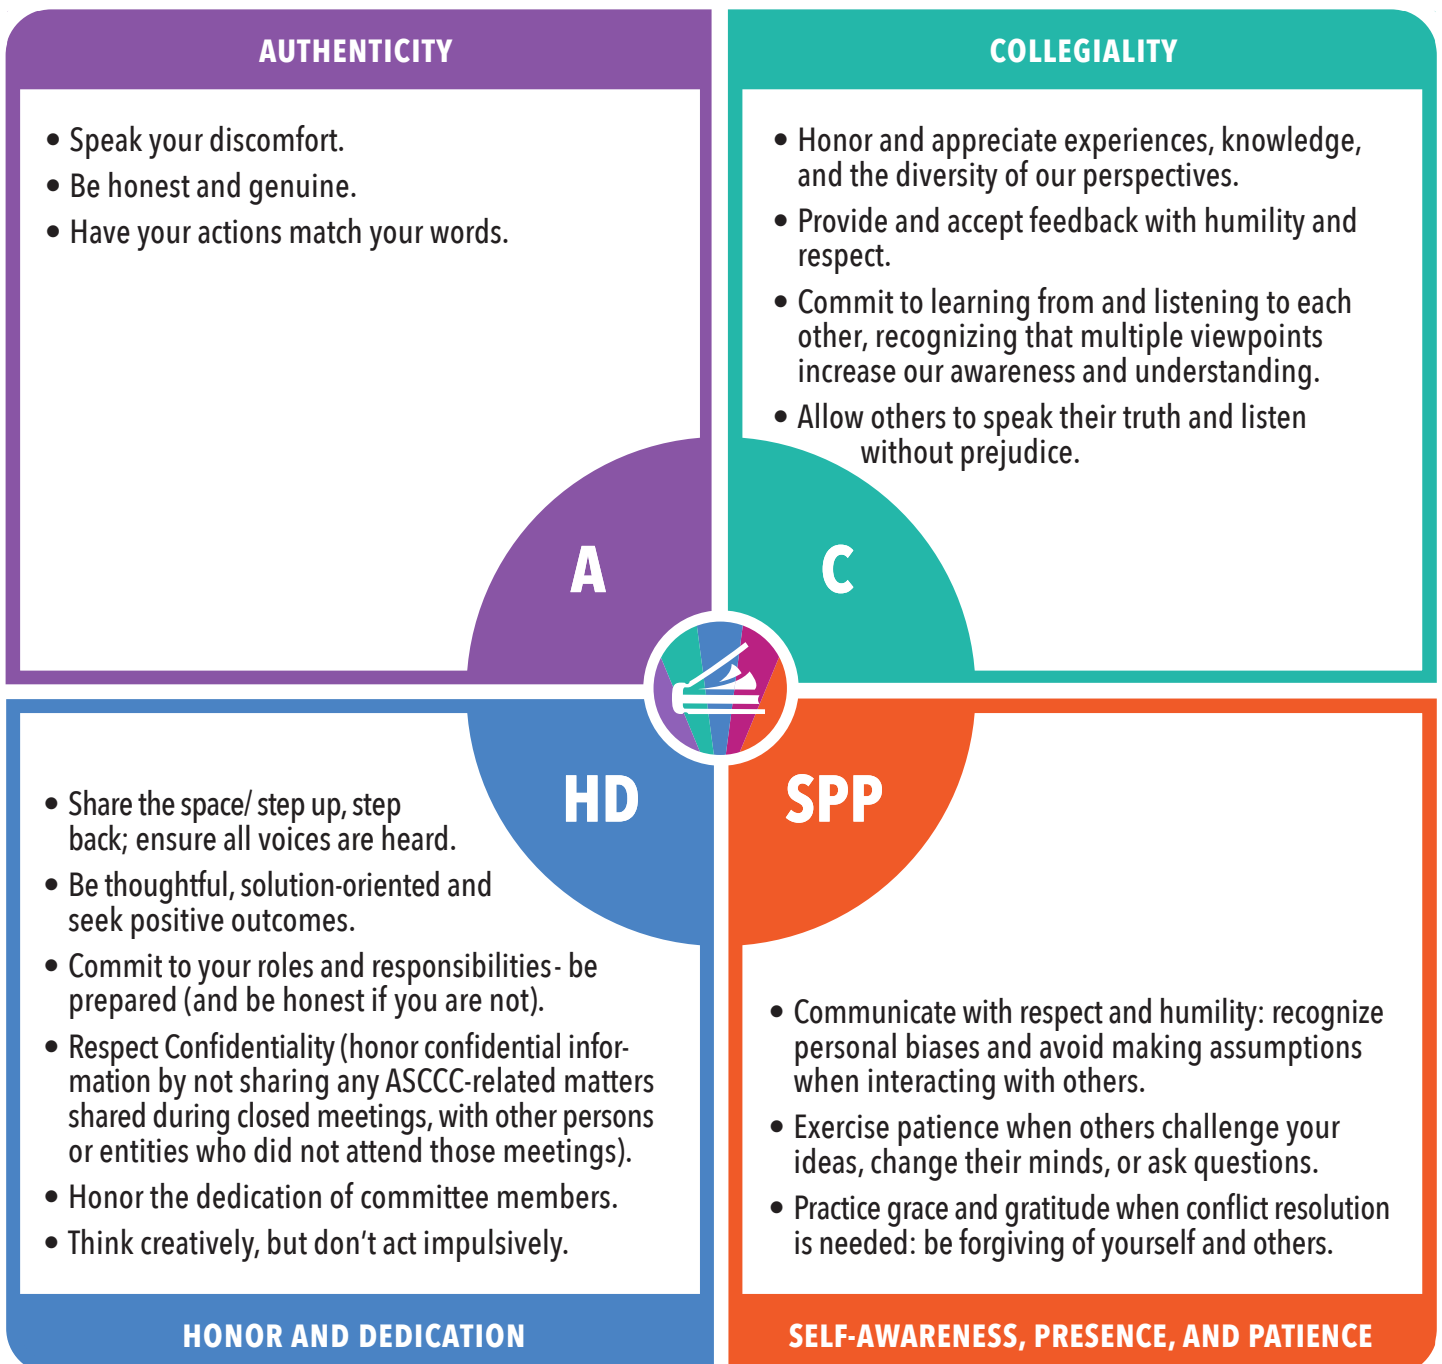 AUTHENTICITY
• Speak your discomfort.
• Be honest and genuine.
• Have your actions match your words.
A
COLLEGIALITY
• Honor and appreciate experiences, knowledge,
and the diversity of our perspectives.
• Provide and accept feedback with humility and
respect.
• Commit to learning from and listening to each
other, recognizing that multiple viewpoints
increase our awareness and understanding.
• Allow others to speak their truth and listen
without prejudice.
C
HD
• Share the space/ step up, step
back; ensure all voices are heard.
• Be thoughtful, solution-oriented and
seek positive outcomes.
• Commit to your roles and responsibilities- be
prepared (and be honest if you are not).
• Respect Confidentiality (honor confidential infor-
mation by not sharing any ASCCC-related matters
shared during closed meetings, with other persons
or entities who did not attend those meetings).
• Honor the dedication of committee members.
• Think creatively, but don't act impulsively.
HONOR AND DEDICATION
SPP
• Communicate with respect and humility: recognize
personal biases and avoid making assumptions
when interacting with others.
• Exercise patience when others challenge your
ideas, change their minds, or ask questions.
• Practice grace and gratitude when conflict resolution
is needed: be forgiving of yourself and others.
SELF-AWARENESS, PRESENCE, AND PATIENCE